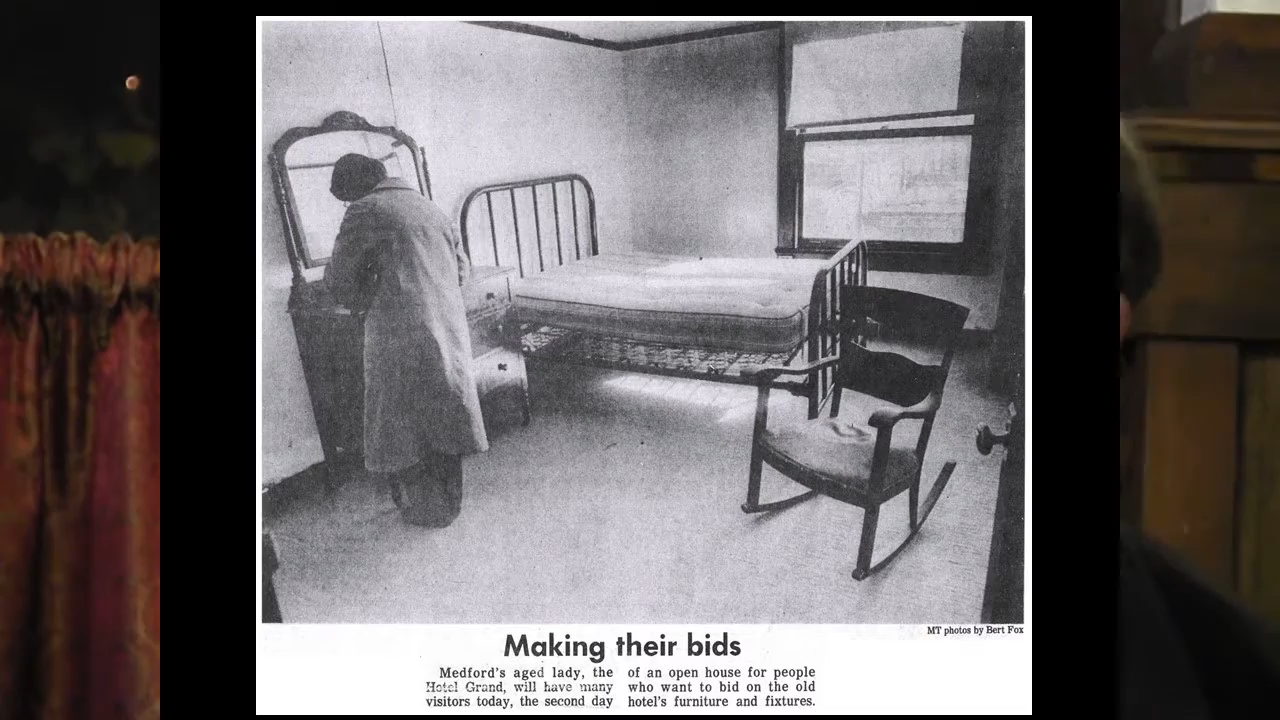 MT photos by Bert Fox
Making their bids
Medford's aged lady, the
Hotel Grand, will have many
visitors today, the second day
of an open house for people
who want to bid on the old
hotel's furniture and fixtures.